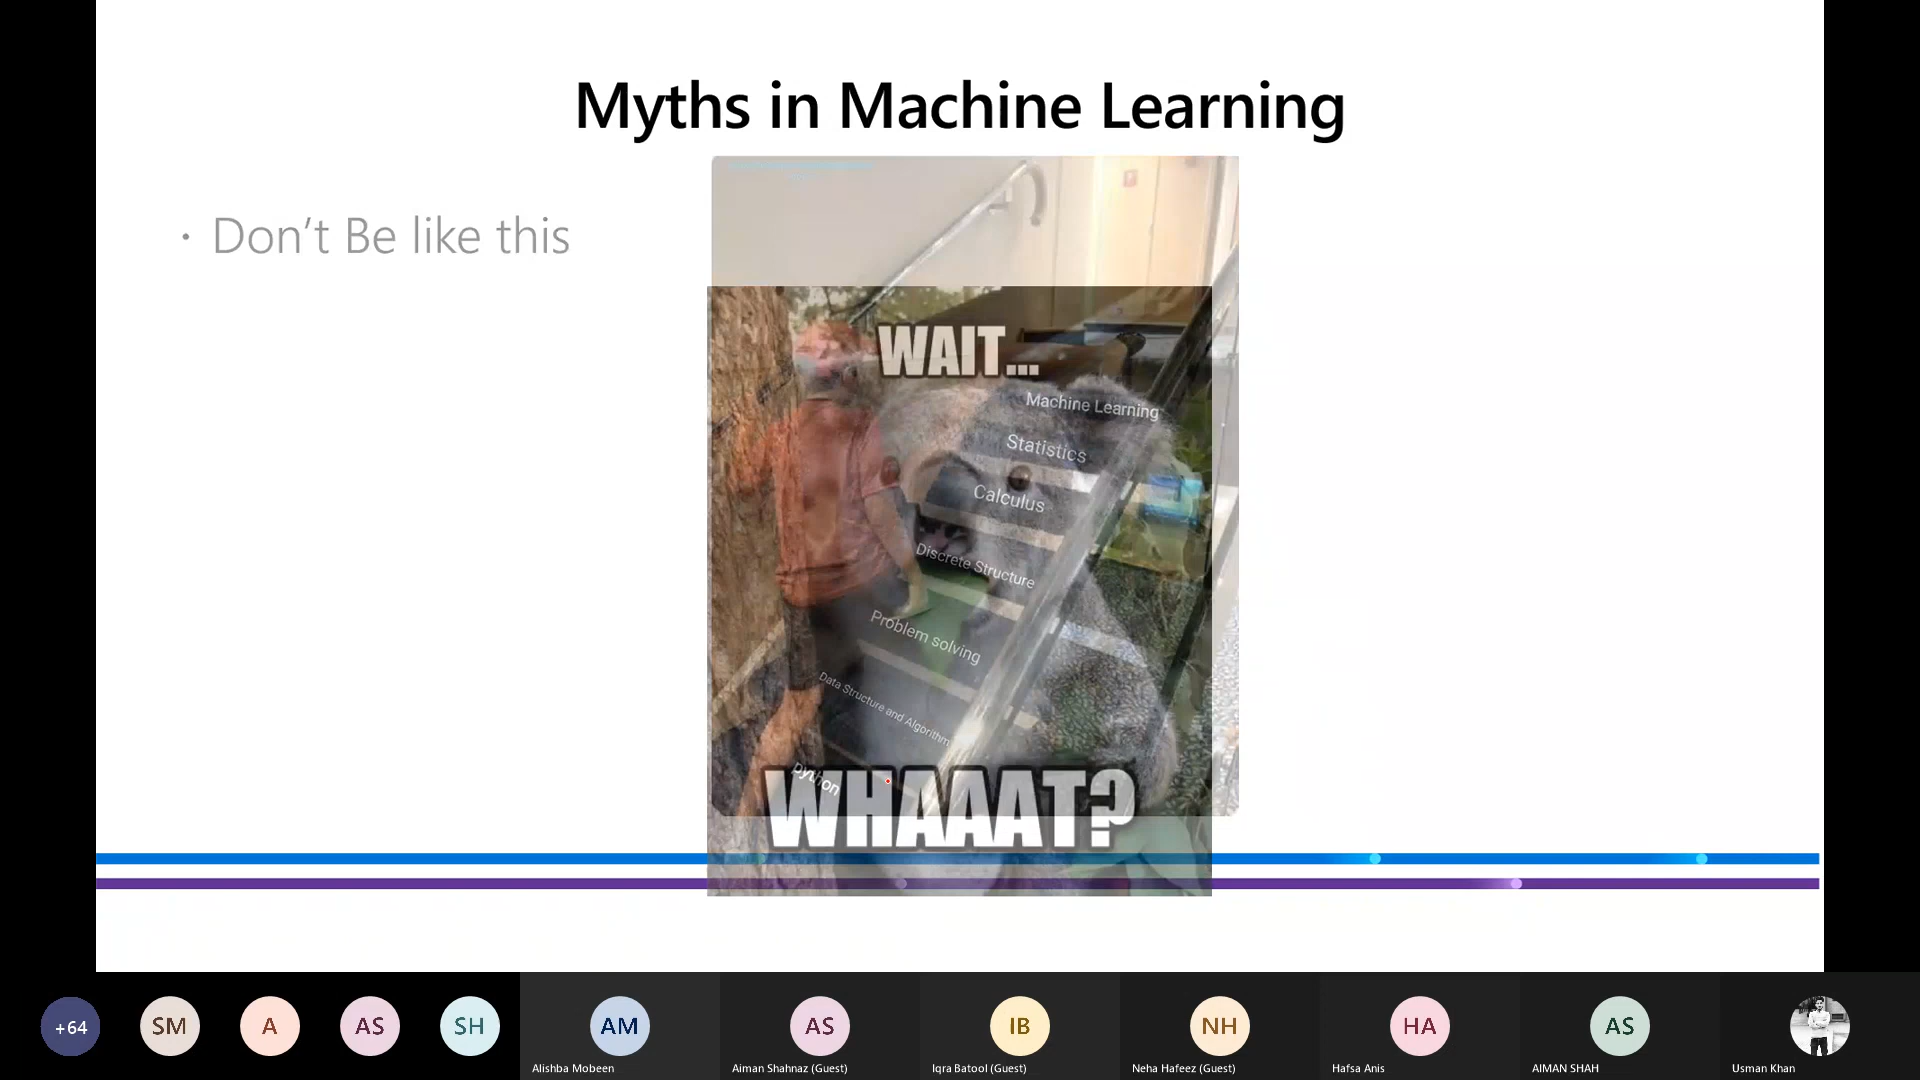 Myths in Machine Learning
• Don’t Be like this
WAIT...
Machine Learning
Statistics
Calculus
Discrete Structure
Problem solving
Data Structure and Algorithm
python
WHAAAT?
+64
SM
A
AS
SH
AM
AS
IB
NH
HA
AS
Alishba Mobeen
Aiman Shahnaz (Guest)
Iqra Batool (Guest)
Neha Hafeez (Guest)
Hafsa Anis
AIMAN SHAH
Usman Khan